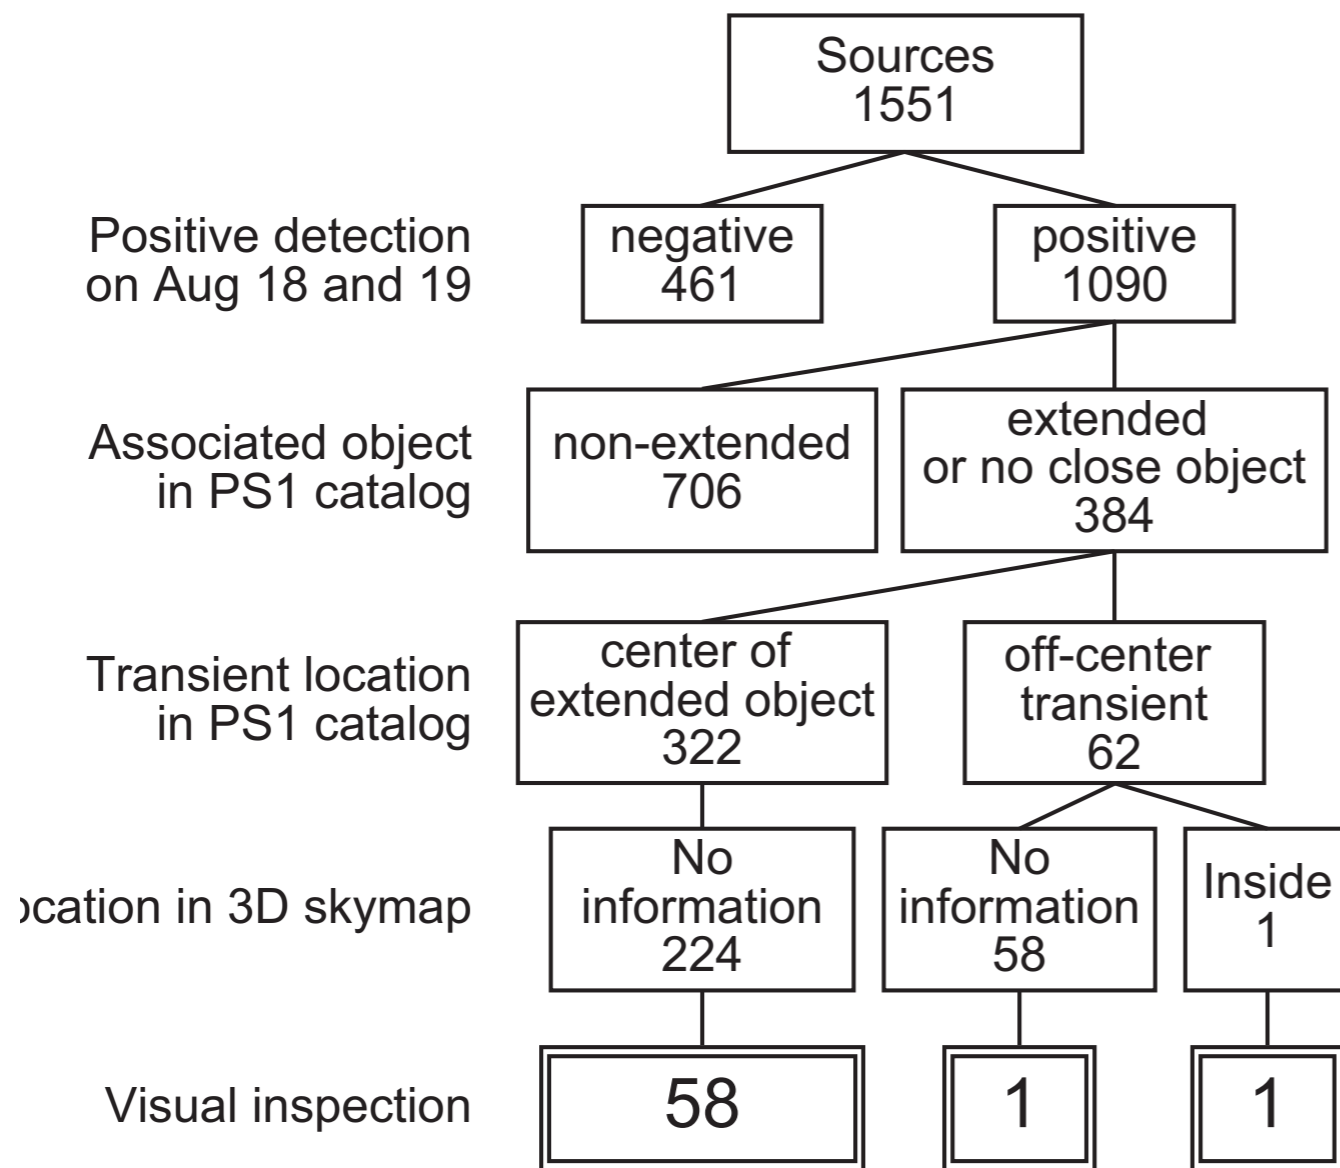 Sources
1551
Positive detection
on Aug 18 and 19
negative
461
positive
1090
Associated object
in PS1 catalog
non-extended
706
extended
or no close object
384
Transient location
in PS1 catalog
center of
extended object
322
off-center
transient
62
ocation in 3D skymap
No
information
224
No
information
58
Inside
1
Visual inspection
58
1
1